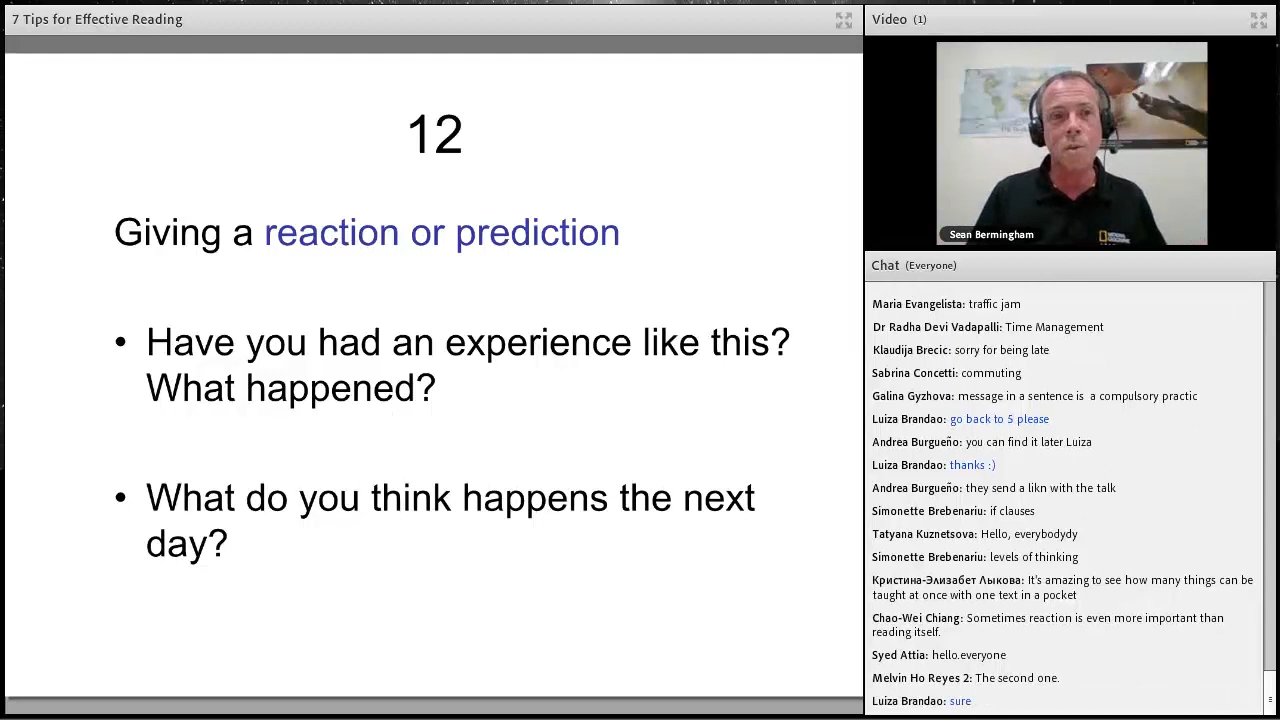 7 Tips for Effective Reading
12
Giving a reaction or prediction
• Have you had an experience like this?
What happened?
• What do you think happens the next
day?
Video (1)
Sean Bermingham
NATIONAL
GEOGRAPHIC
Chat (Everyone)
Maria Evangelista: traffic jam
Dr Radha Devi Vadapalli: Time Management
Klaudija Brecic: sorry for being late
Sabrina Concetti: commuting
Galina Gyzhova: message in a sentence is a compulsory practic
Luiza Brandao: go back to 5 please
Andrea Burgueño: you can find it later Luiza
Luiza Brandao: thanks :)
Andrea Burgueño: they send a likn with the talk
Simonette Brebenariu: if clauses
Tatyana Kuznetsova: Hello, everybodydy
Simonette Brebenariu: levels of thinking
Кристина-Элизабет Лыкова: It's amazing to see how many things can be
taught at once with one text in a pocket
Chao-Wei Chiang: Sometimes reaction is even more important than
reading itself.
Syed Attia: hello.everyone
Melvin Ho Reyes 2: The second one.
Luiza Brandao: sure